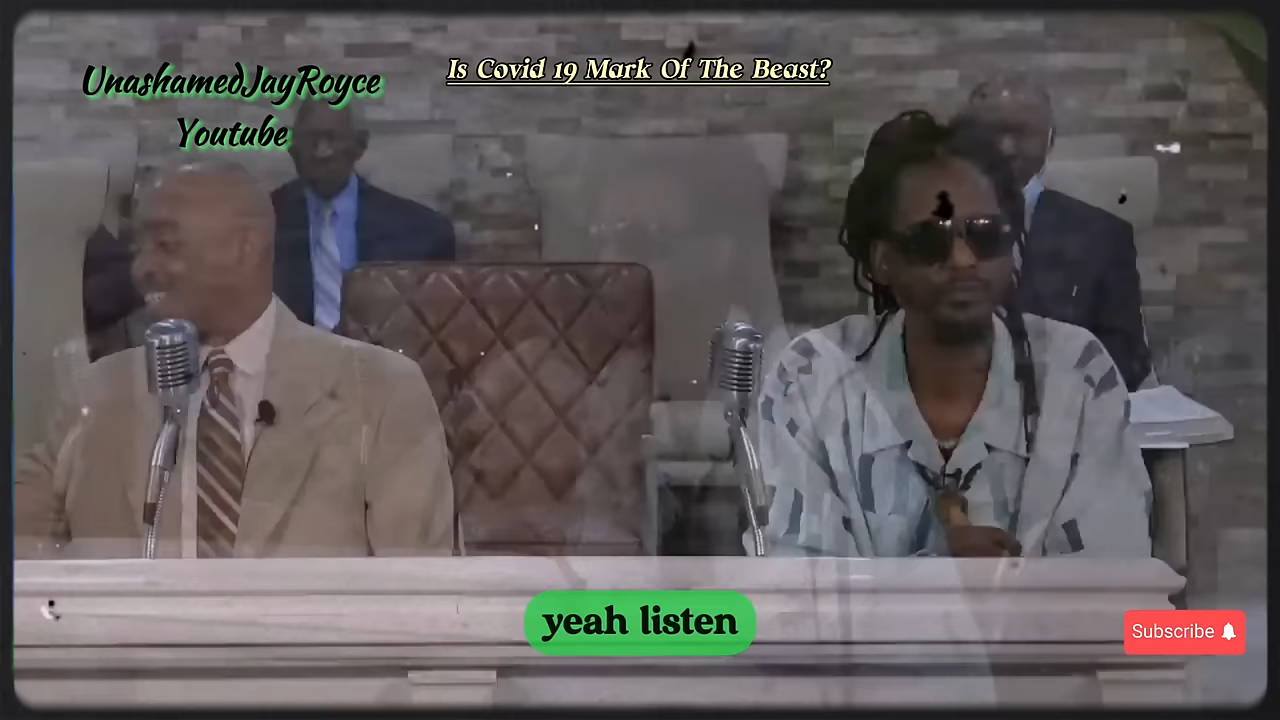 UnashamedJayRoyce
Youtube
Is Covid 19 Mark Of The Beast?
yeah listen
Subscribe